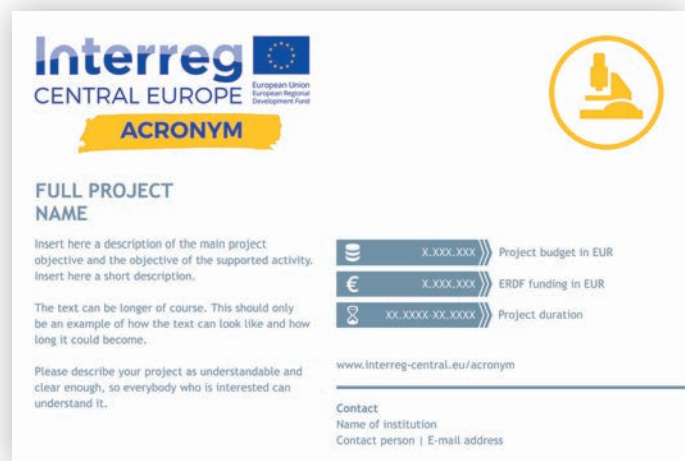 Interreg
CENTRAL EUROPE
European Union
European Regional
Development Fund
ACRONYM
FULL PROJECT
NAME
Insert here a description of the main project
objective and the objective of the supported activity.
Insert here a short description.
The text can be longer of course. This should only
be an example of how the text can look like and how
long it could become.
Please describe your project as understandable and
clear enough, so everybody who is interested can
understand it.
X.XXX.XXX Project budget in EUR
€ X.XXX.XXX ERDF funding in EUR
XX.XXXX-XX.XXXX Project duration
www.interreg-central.eu/acronym
Contact
Name of institution
Contact person | E-mail address